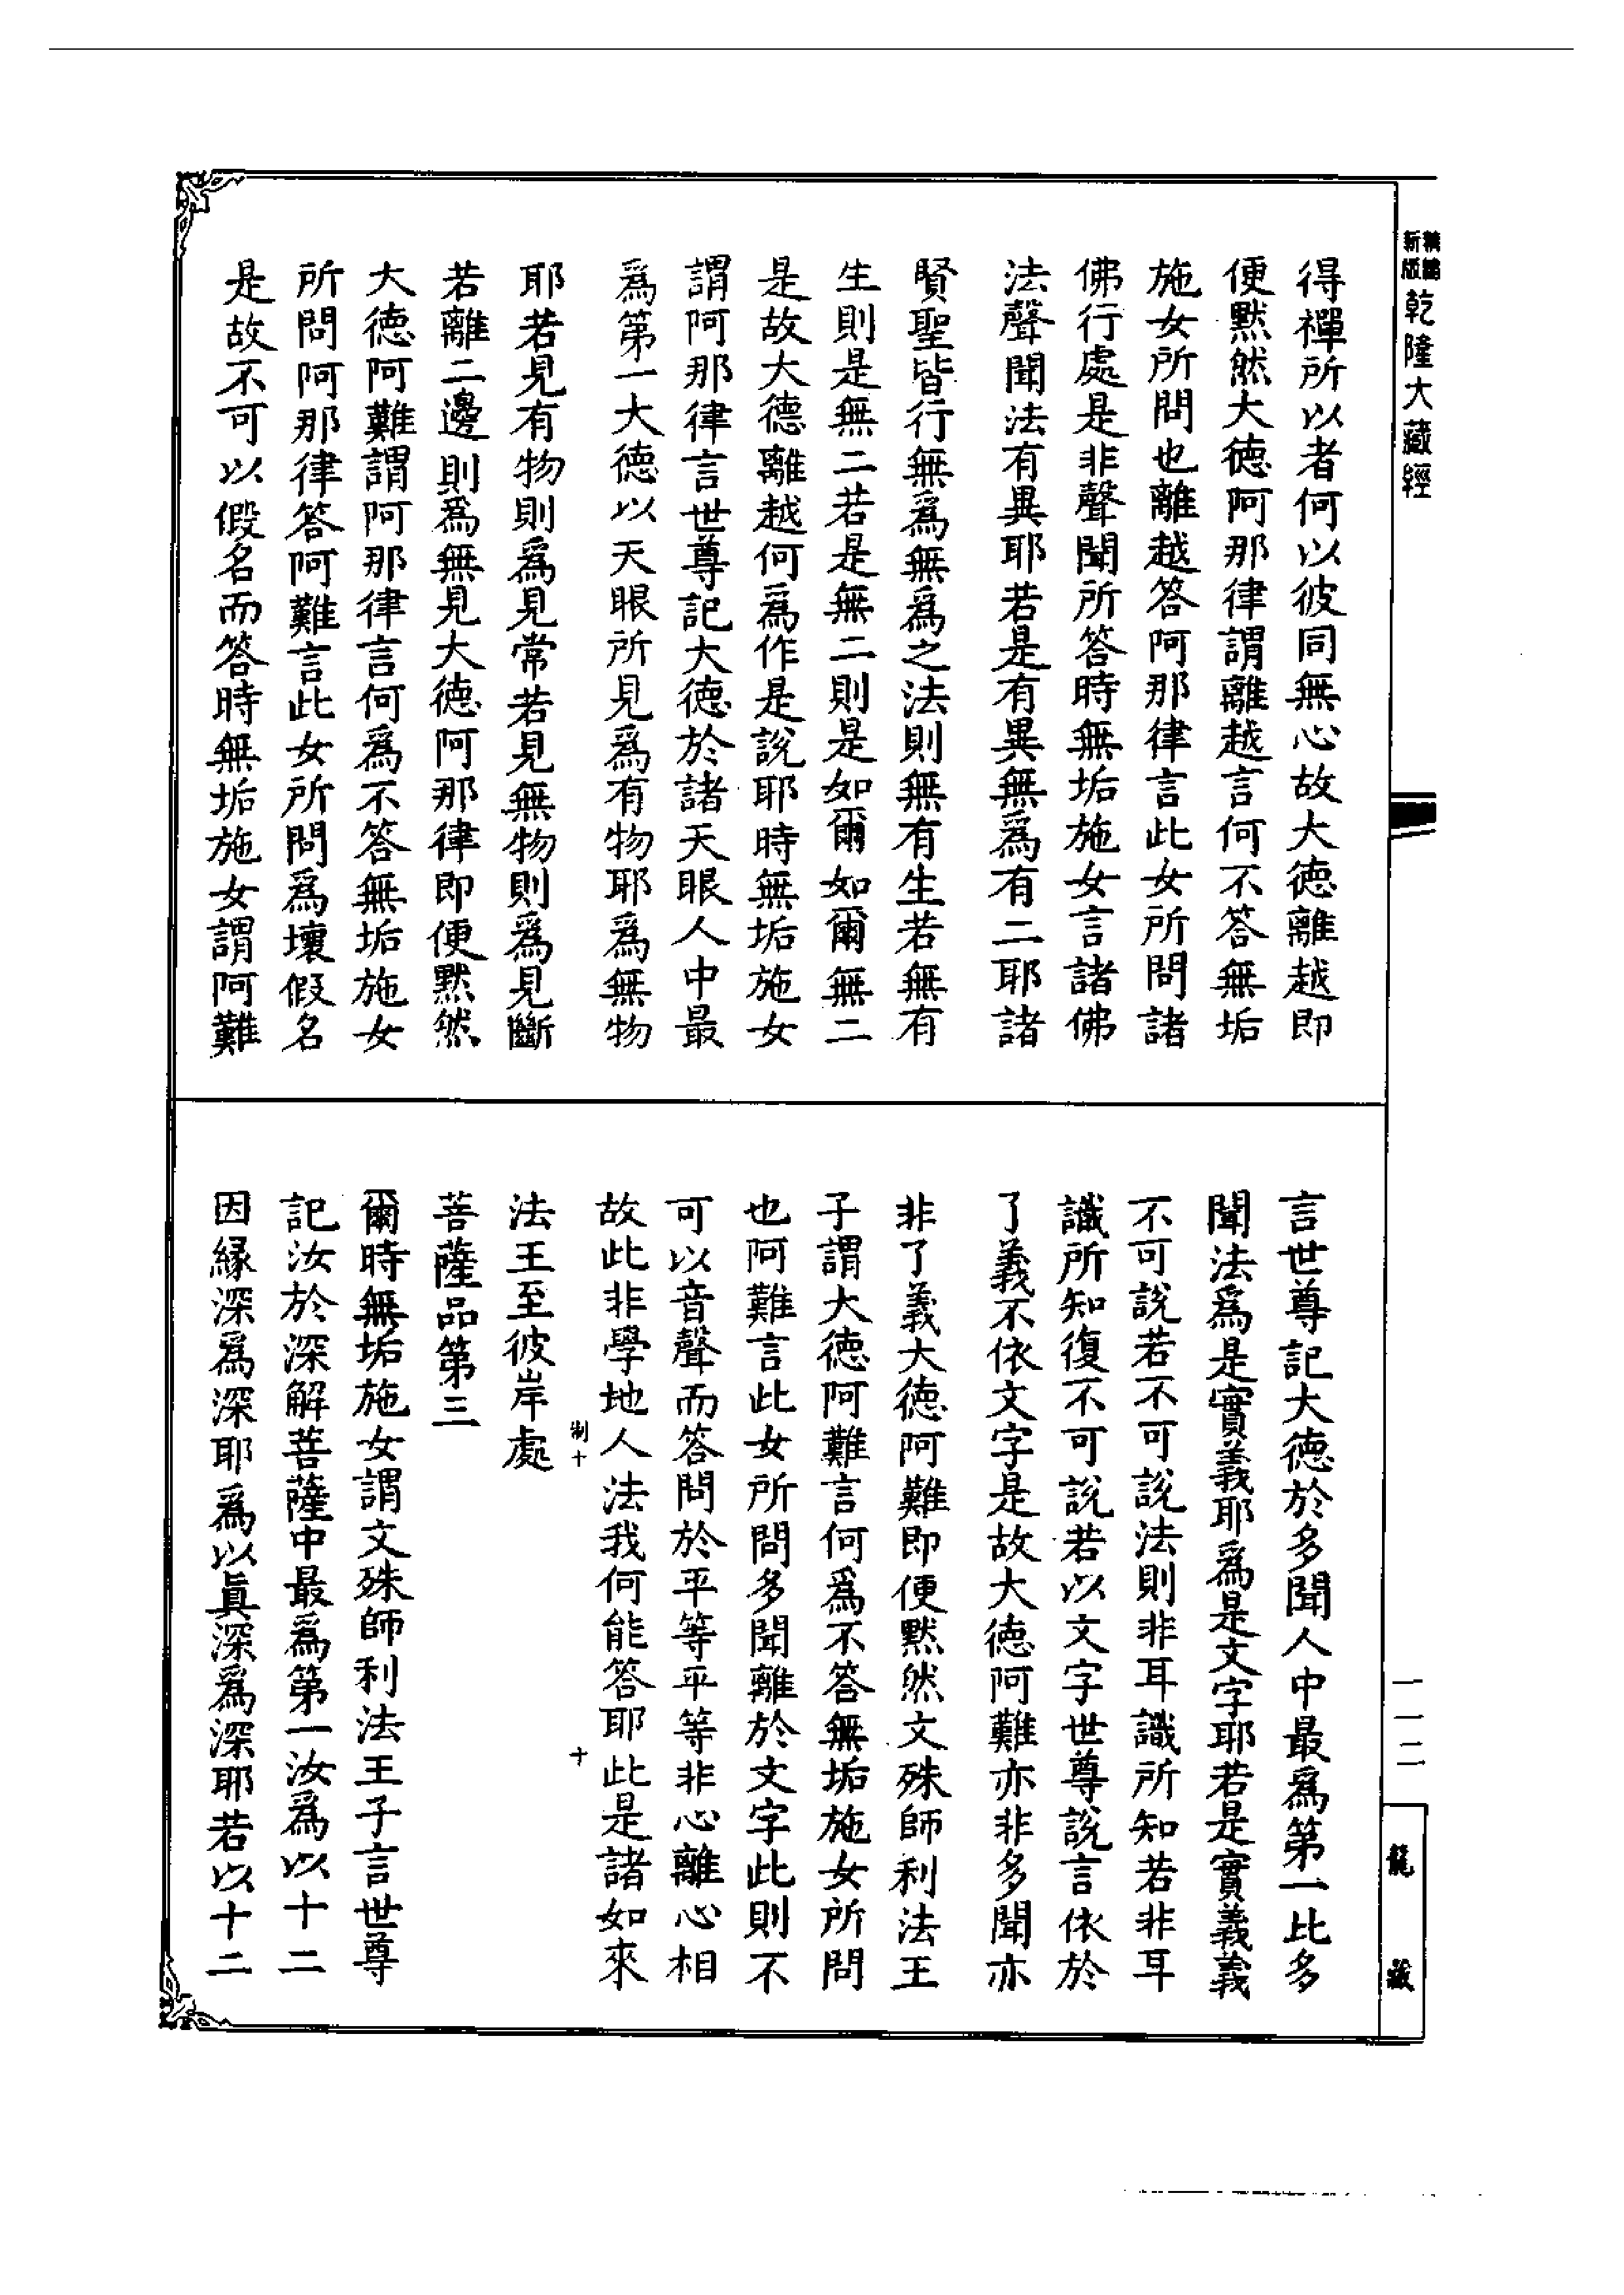 新編
新版
乾隆大藏經
得禪所以者何以彼同無心故大德離越即
便默然大德阿那律謂離越言何不答無垢
施女所問也離越答阿那律言此女所問諸
佛行處是非聲聞所答時無垢施女言諸佛
法聲聞法有異耶若是有異無爲有二耶諸
賢聖皆行無爲無爲之法則無有生若無有
生則是無二若是無二則是如爾如爾無二
是故大德離越何爲作是說耶時無垢施女
謂阿那律言世尊記大德於諸天眼人中最
爲第一大德以天眼所見爲有物耶爲無物
耶若見有物則爲見常若見無物則爲見斷
若離二邊則爲無見大德阿那律即便默然
大德阿難謂阿那律言何爲不答無垢施女
所問阿那律答阿難言此女所問爲壞假名
是故不可以假名而答時無垢施女謂阿難
言世尊記大德於多聞人中最爲第一此多
聞法爲是實義耶爲是文字耶若是實義義
不可說若不可說法則非耳識所知若非耳
識所知復不可說若以文字世尊說言依於
了義不依文字是故大德阿難亦非多聞亦
非了義大德阿難即便默然文殊師利法王
子謂大德阿難言何爲不答無垢施女所問
也阿難言此女所問多聞離於文字此則不
可以音聲而答問於平等平等非心離心相
故此非學地人法我何能答耶此是諸如來
制十
十
法王至彼岸處
菩薩品第三
爾時無垢施女謂文殊師利法王子言世尊
記汝於深解菩薩中最爲第一汝爲以十二
因緣深爲深耶爲以眞深爲深耶若以十二
一一二
龍藏